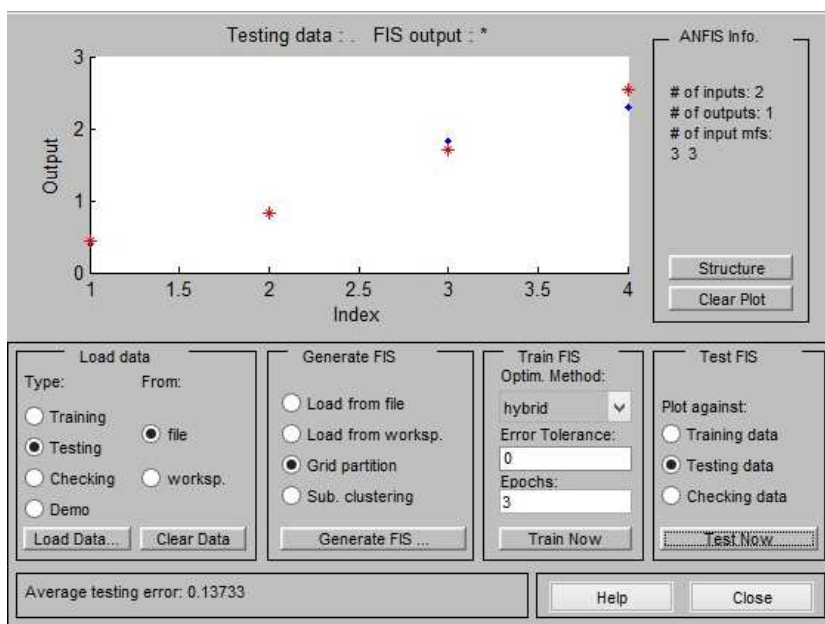 Testing data : .   FIS output : *
3
2
1
0
Output
1
1.5
2
2.5
3
3.5
4
Index
ANFIS Info.
# of inputs: 2
# of outputs: 1
# of input mfs:
3  3
Structure
Clear Plot
Load data
Type:
From:
Training
Testing
Checking
Demo
file
worksp.
Load Data...
Clear Data
Generate FIS
Load from file
Load from worksp.
Grid partition
Sub. clustering
Generate FIS ...
Train FIS
Optim. Method:
hybrid
Error Tolerance:
0
Epochs:
3
Train Now
Test FIS
Plot against:
Training data
Testing data
Checking data
Test Now
Average testing error: 0.13733
Help
Close